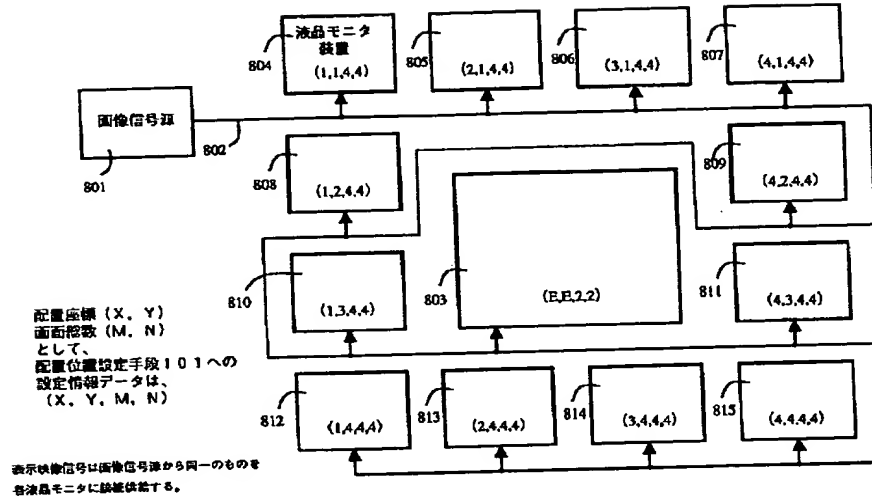 液晶モニタ
装置
804
(1,1,4,4)
805
(2,1,4,4)
806
(3,1,4,4)
807
(4,1,4,4)
画像信号源
801
802
808
(1,2,4,4)
809
(4,2,4,4)
810
(1,3,4,4)
803
(E,E,2,2)
811
(4,3,4,4)
配置座標(X,Y)
画面総数(M,N)
として、
配置位置設定手段101への
設定情報データは、
(X,Y,M,N)
812
(1,4,4,4)
813
(2,4,4,4)
814
(3,4,4,4)
815
(4,4,4,4)
表示映像信号は画像信号源から同一のものを
各液晶モニタに供給する。